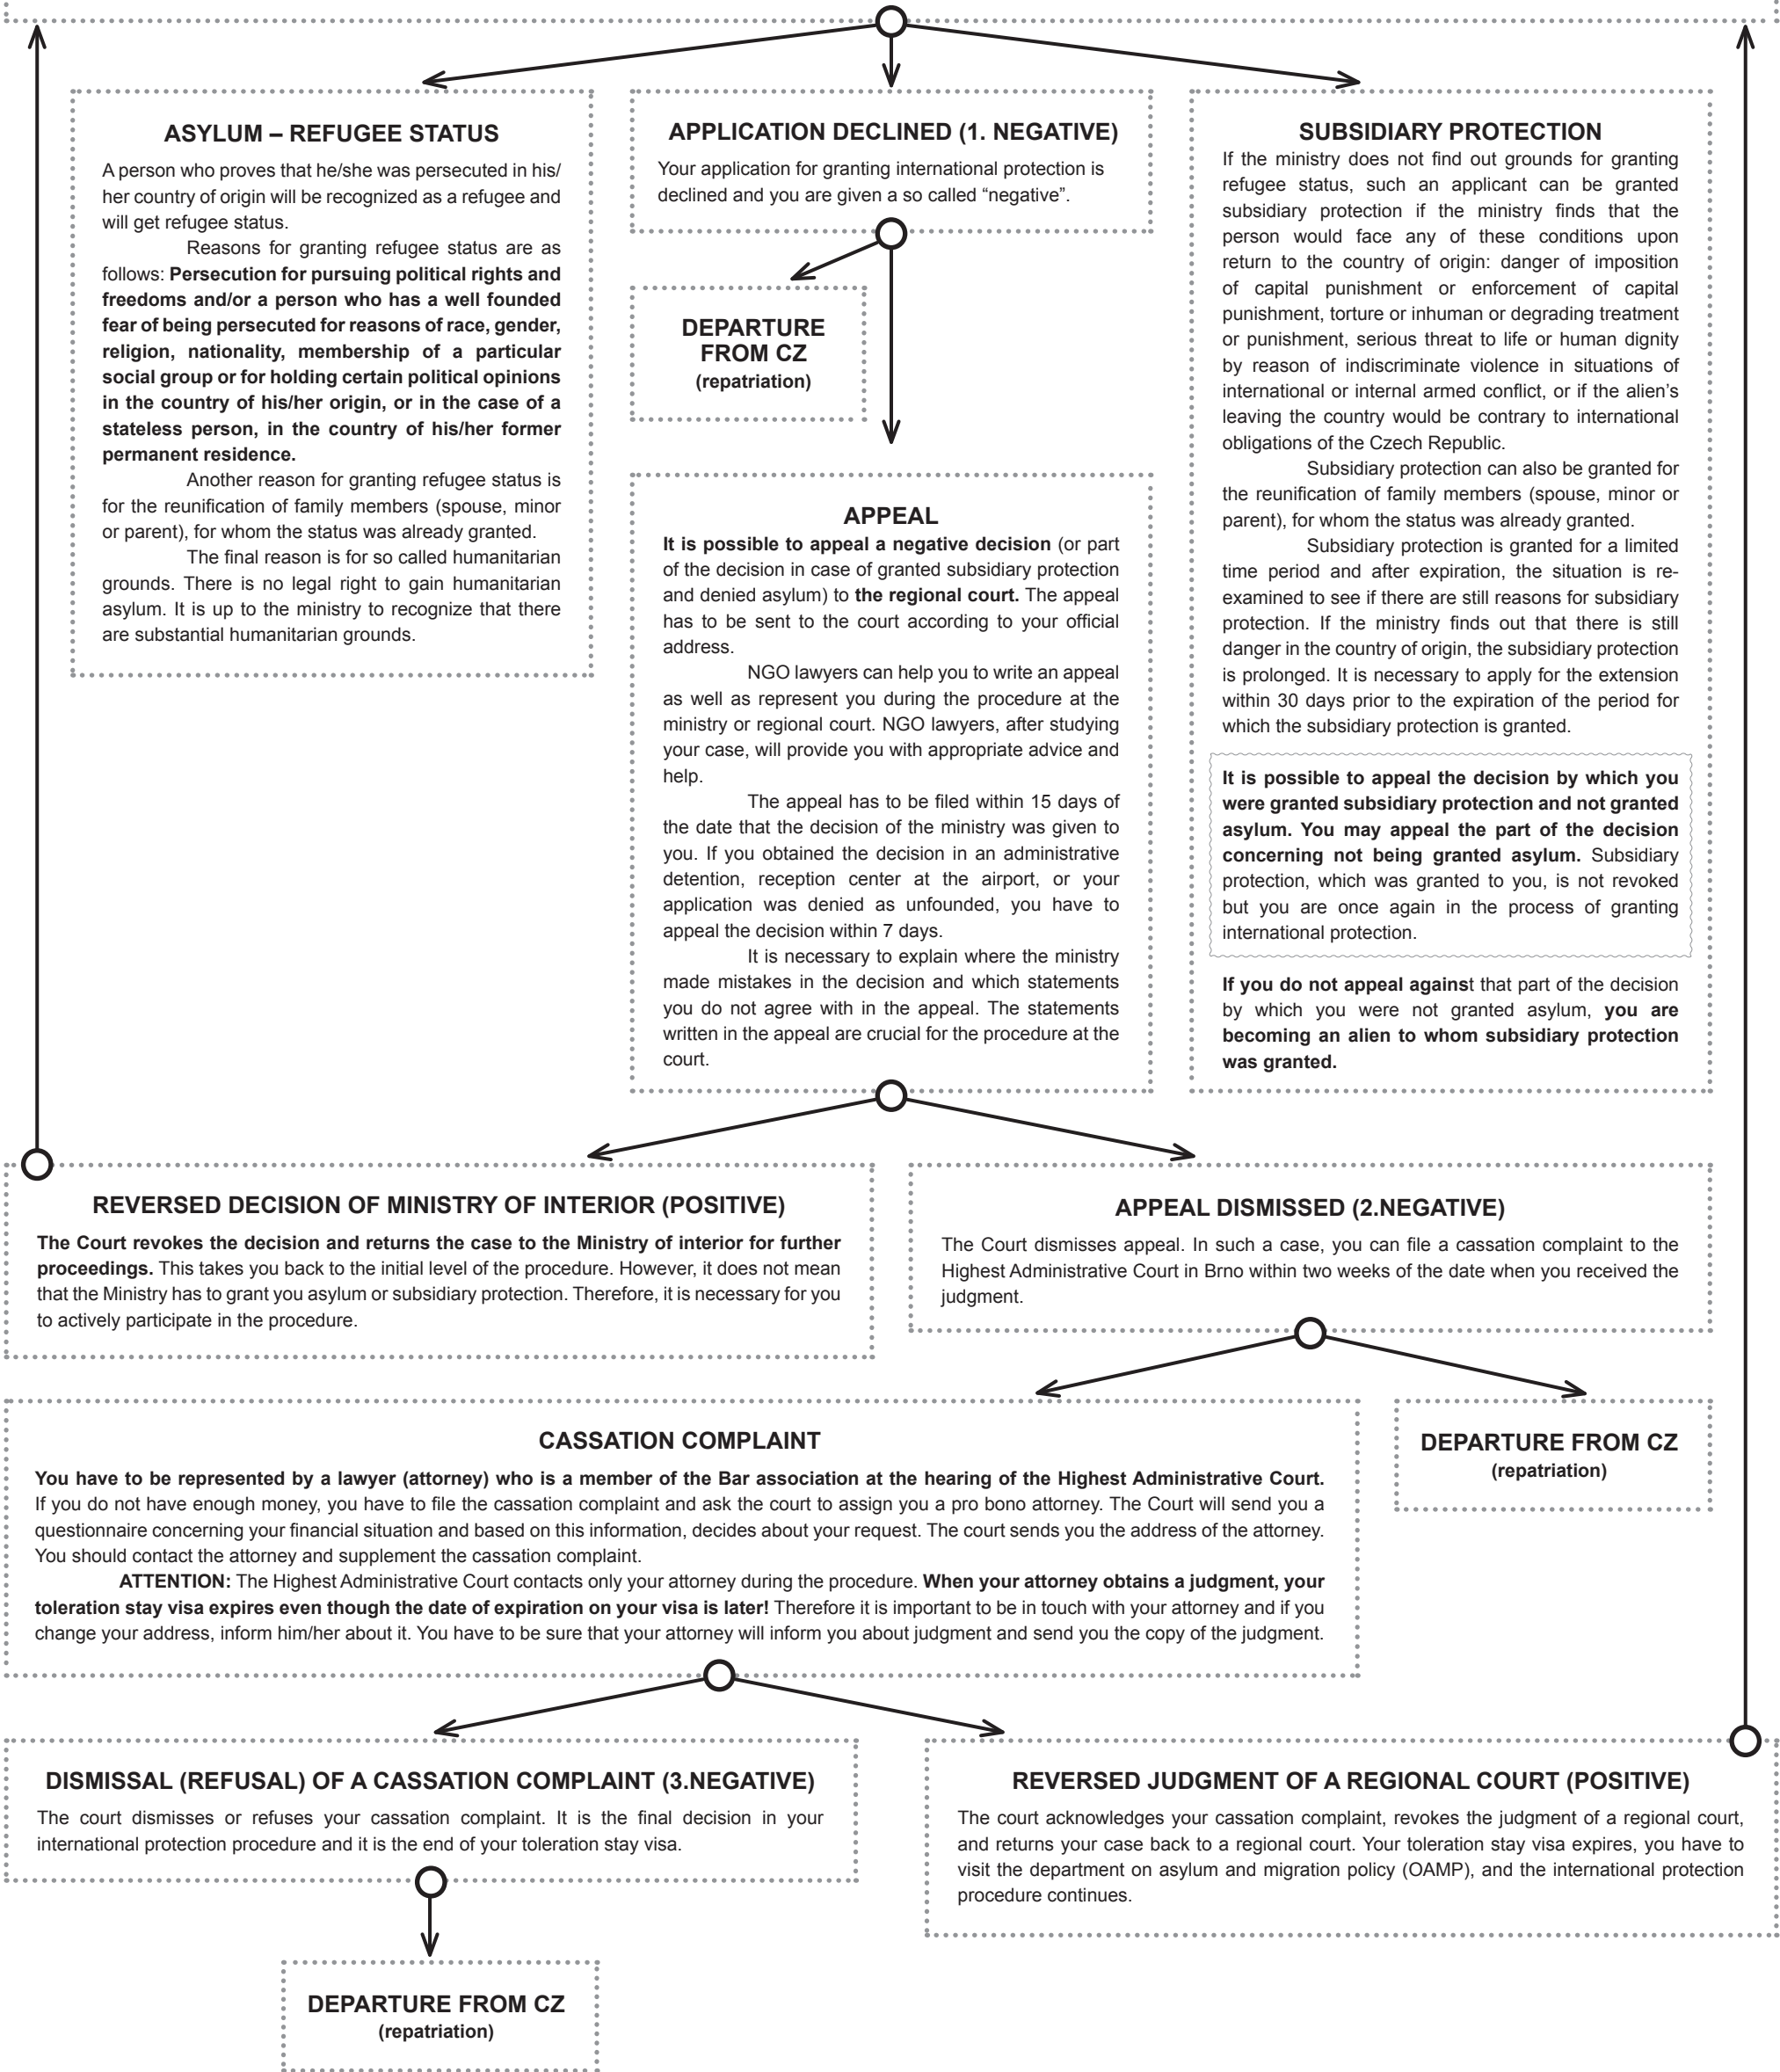 ASYLUM – REFUGEE STATUS
A person who proves that he/she was persecuted in his/
her country of origin will be recognized as a refugee and
will get refugee status.
Reasons for granting refugee status are as
follows: Persecution for pursuing political rights and
freedoms and/or a person who has a well founded
fear of being persecuted for reasons of race, gender,
religion, nationality, membership of a particular
social group or for holding certain political opinions
in the country of his/her origin, or in the case of a
stateless person, in the country of his/her former
permanent residence.
Another reason for granting refugee status is
for the reunification of family members (spouse, minor
or parent), for whom the status was already granted.
The final reason is for so called humanitarian
grounds. There is no legal right to gain humanitarian
asylum. It is up to the ministry to recognize that there
are substantial humanitarian grounds.
APPLICATION DECLINED (1. NEGATIVE)
Your application for granting international protection is
declined and you are given a so called “negative”.
DEPARTURE
FROM CZ
(repatriation)
APPEAL
It is possible to appeal a negative decision (or part
of the decision in case of granted subsidiary protection
and denied asylum) to the regional court. The appeal
has to be sent to the court according to your official
address.
NGO lawyers can help you to write an appeal
as well as represent you during the procedure at the
ministry or regional court. NGO lawyers, after studying
your case, will provide you with appropriate advice and
help.
The appeal has to be filed within 15 days of
the date that the decision of the ministry was given to
you. If you obtained the decision in an administrative
detention, reception center at the airport, or your
application was denied as unfounded, you have to
appeal the decision within 7 days.
It is necessary to explain where the ministry
made mistakes in the decision and which statements
you do not agree with in the appeal. The statements
written in the appeal are crucial for the procedure at the
court.
SUBSIDIARY PROTECTION
If the ministry does not find out grounds for granting
refugee status, such an applicant can be granted
subsidiary protection if the ministry finds that the
person would face any of these conditions upon
return to the country of origin: danger of imposition
of capital punishment or enforcement of capital
punishment, torture or inhuman or degrading treatment
or punishment, serious threat to life or human dignity
by reason of indiscriminate violence in situations of
international or internal armed conflict, or if the alien’s
leaving the country would be contrary to international
obligations of the Czech Republic.
Subsidiary protection can also be granted for
the reunification of family members (spouse, minor or
parent), for whom the status was already granted.
Subsidiary protection is granted for a limited
time period and after expiration, the situation is re-
examined to see if there are still reasons for subsidiary
protection. If the ministry finds out that there is still
danger in the country of origin, the subsidiary protection
is prolonged. It is necessary to apply for the extension
within 30 days prior to the expiration of the period for
which the subsidiary protection is granted.
It is possible to appeal the decision by which you
were granted subsidiary protection and not granted
asylum. You may appeal the part of the decision
concerning not being granted asylum. Subsidiary
protection, which was granted to you, is not revoked
but you are once again in the process of granting
international protection.
If you do not appeal against that part of the decision
by which you were not granted asylum, you are
becoming an alien to whom subsidiary protection
was granted.
REVERSED DECISION OF MINISTRY OF INTERIOR (POSITIVE)
The Court revokes the decision and returns the case to the Ministry of interior for further
proceedings. This takes you back to the initial level of the procedure. However, it does not mean
that the Ministry has to grant you asylum or subsidiary protection. Therefore, it is necessary for you
to actively participate in the procedure.
APPEAL DISMISSED (2.NEGATIVE)
The Court dismisses appeal. In such a case, you can file a cassation complaint to the
Highest Administrative Court in Brno within two weeks of the date when you received the
judgment.
CASSATION COMPLAINT
You have to be represented by a lawyer (attorney) who is a member of the Bar association at the hearing of the Highest Administrative Court.
If you do not have enough money, you have to file the cassation complaint and ask the court to assign you a pro bono attorney. The Court will send you a
questionnaire concerning your financial situation and based on this information, decides about your request. The court sends you the address of the attorney.
You should contact the attorney and supplement the cassation complaint.
ATTENTION: The Highest Administrative Court contacts only your attorney during the procedure. When your attorney obtains a judgment, your
toleration stay visa expires even though the date of expiration on your visa is later! Therefore it is important to be in touch with your attorney and if you
change your address, inform him/her about it. You have to be sure that your attorney will inform you about judgment and send you the copy of the judgment.
DEPARTURE FROM CZ
(repatriation)
DISMISSAL (REFUSAL) OF A CASSATION COMPLAINT (3.NEGATIVE)
The court dismisses or refuses your cassation complaint. It is the final decision in your
international protection procedure and it is the end of your toleration stay visa.
REVERSED JUDGMENT OF A REGIONAL COURT (POSITIVE)
The court acknowledges your cassation complaint, revokes the judgment of a regional court,
and returns your case back to a regional court. Your toleration stay visa expires, you have to
visit the department on asylum and migration policy (OAMP), and the international protection
procedure continues.
DEPARTURE FROM CZ
(repatriation)